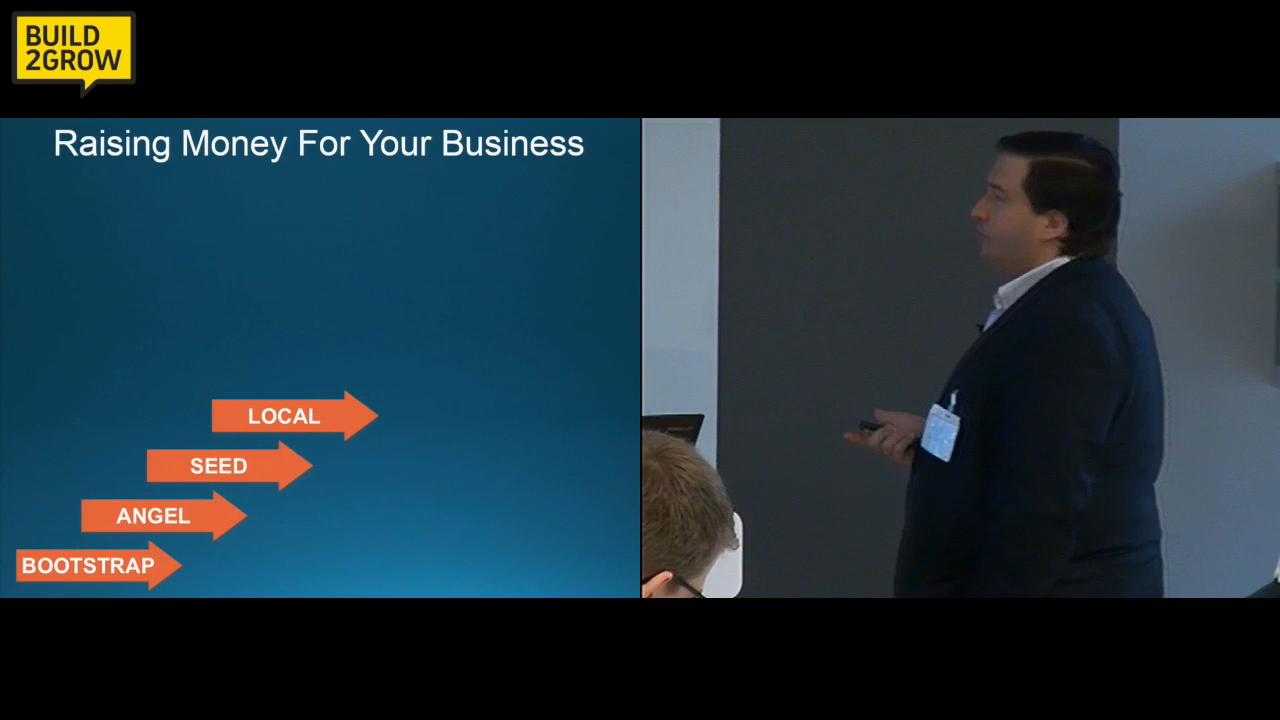 BUILD
2GROW
Raising Money For Your Business
LOCAL
SEED
ANGEL
BOOTSTRAP